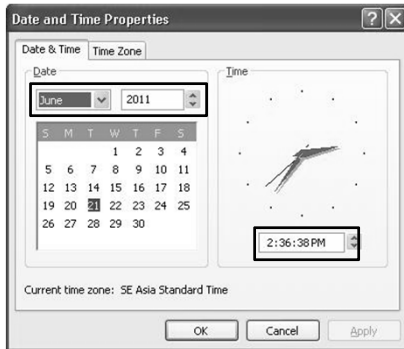 Date and Time Properties
Date & Time
Time Zone
Date
Time
June
2011
S M T W T F S
1 2 3 4
5 6 7 8 9 10 11
12 13 14 15 16 17 18
19 20 21 22 23 24 25
26 27 28 29 30
2:36:38 PM
Current time zone: SE Asia Standard Time
OK
Cancel
Apply